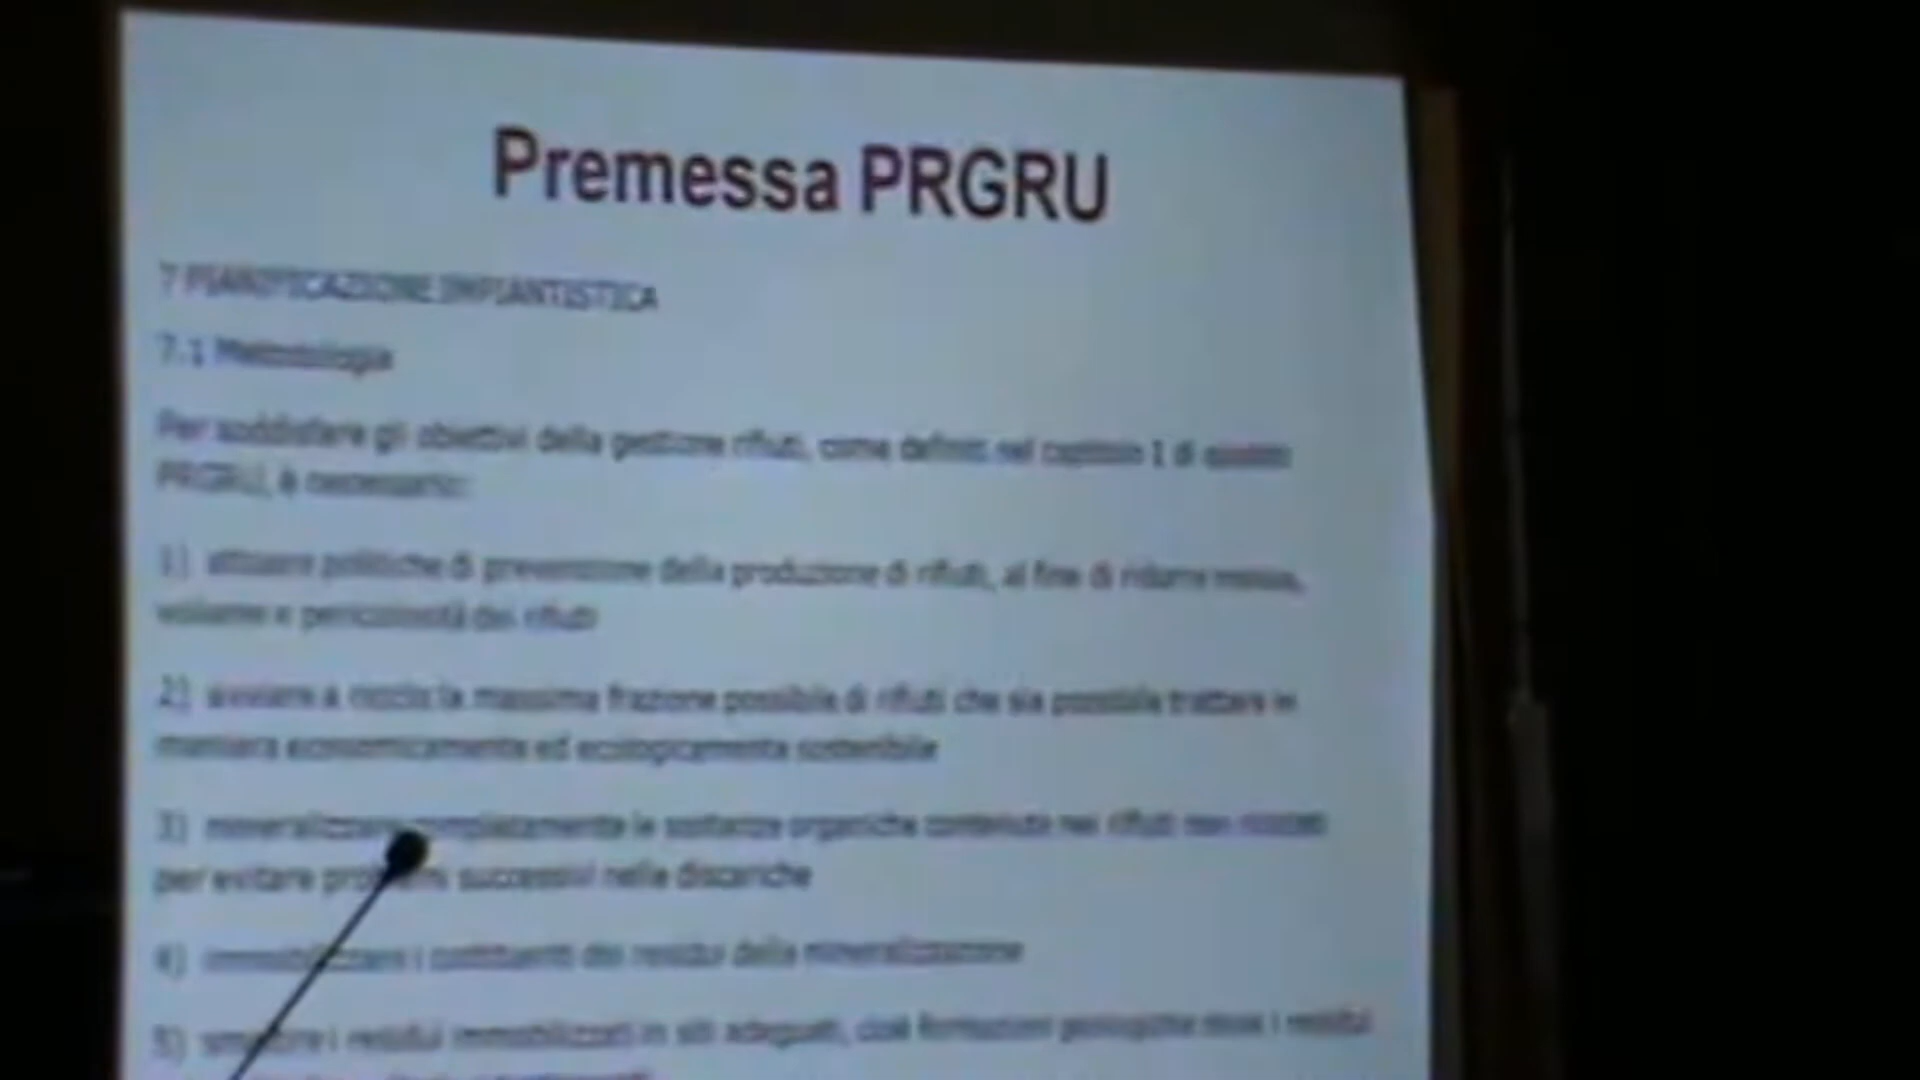 Premessa PRGRU
7 PIANIFICAZIONE IMPIANTISTICA
7.1 Metodologia
Per soddisfare gli obiettivi della gestione rifiuti, come definiti nel capitolo 1 di questo
PRGRU, è necessario:
1) attuare politiche di prevenzione della produzione di rifiuti, al fine di ridurre massa,
volume e pericolosità dei rifiuti
2) avviare a riciclo la massima frazione possibile di rifiuti che sia possibile trattare in
maniera economicamente ed ecologicamente sostenibile
3) mineralizzare completamente le sostanze organiche contenute nei rifiuti non riciclati
per evitare problemi successivi nelle discariche
4) immobilizzare i costituenti dei residui della mineralizzazione
5) smaltire i residui immobilizzati in siti adeguati, cioè formazioni geologiche dove i residui